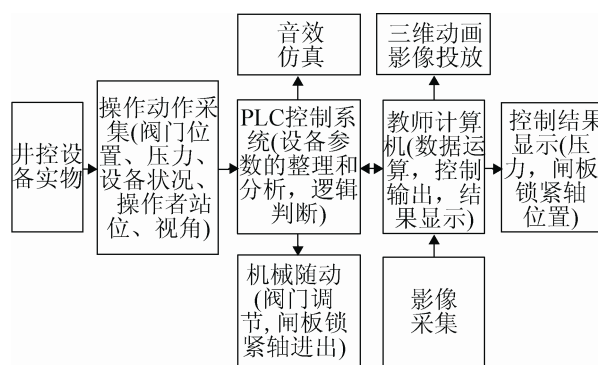 音效
仿真
三维动画
影像投放
井控设
备实物
操作动作采
集(阀门位
置、压力、
设备状况、
操作者站
位、视角)
PLC控制系
统(设备参
数的整理和
分析，逻辑
判断)
教师计算
机(数据运
算，控制
输出，结
果显示)
控制结果
显示(压
力，闸板
锁紧轴
位置)
机械随动
(阀门调
节,闸板锁
紧轴进出)
影像
采集